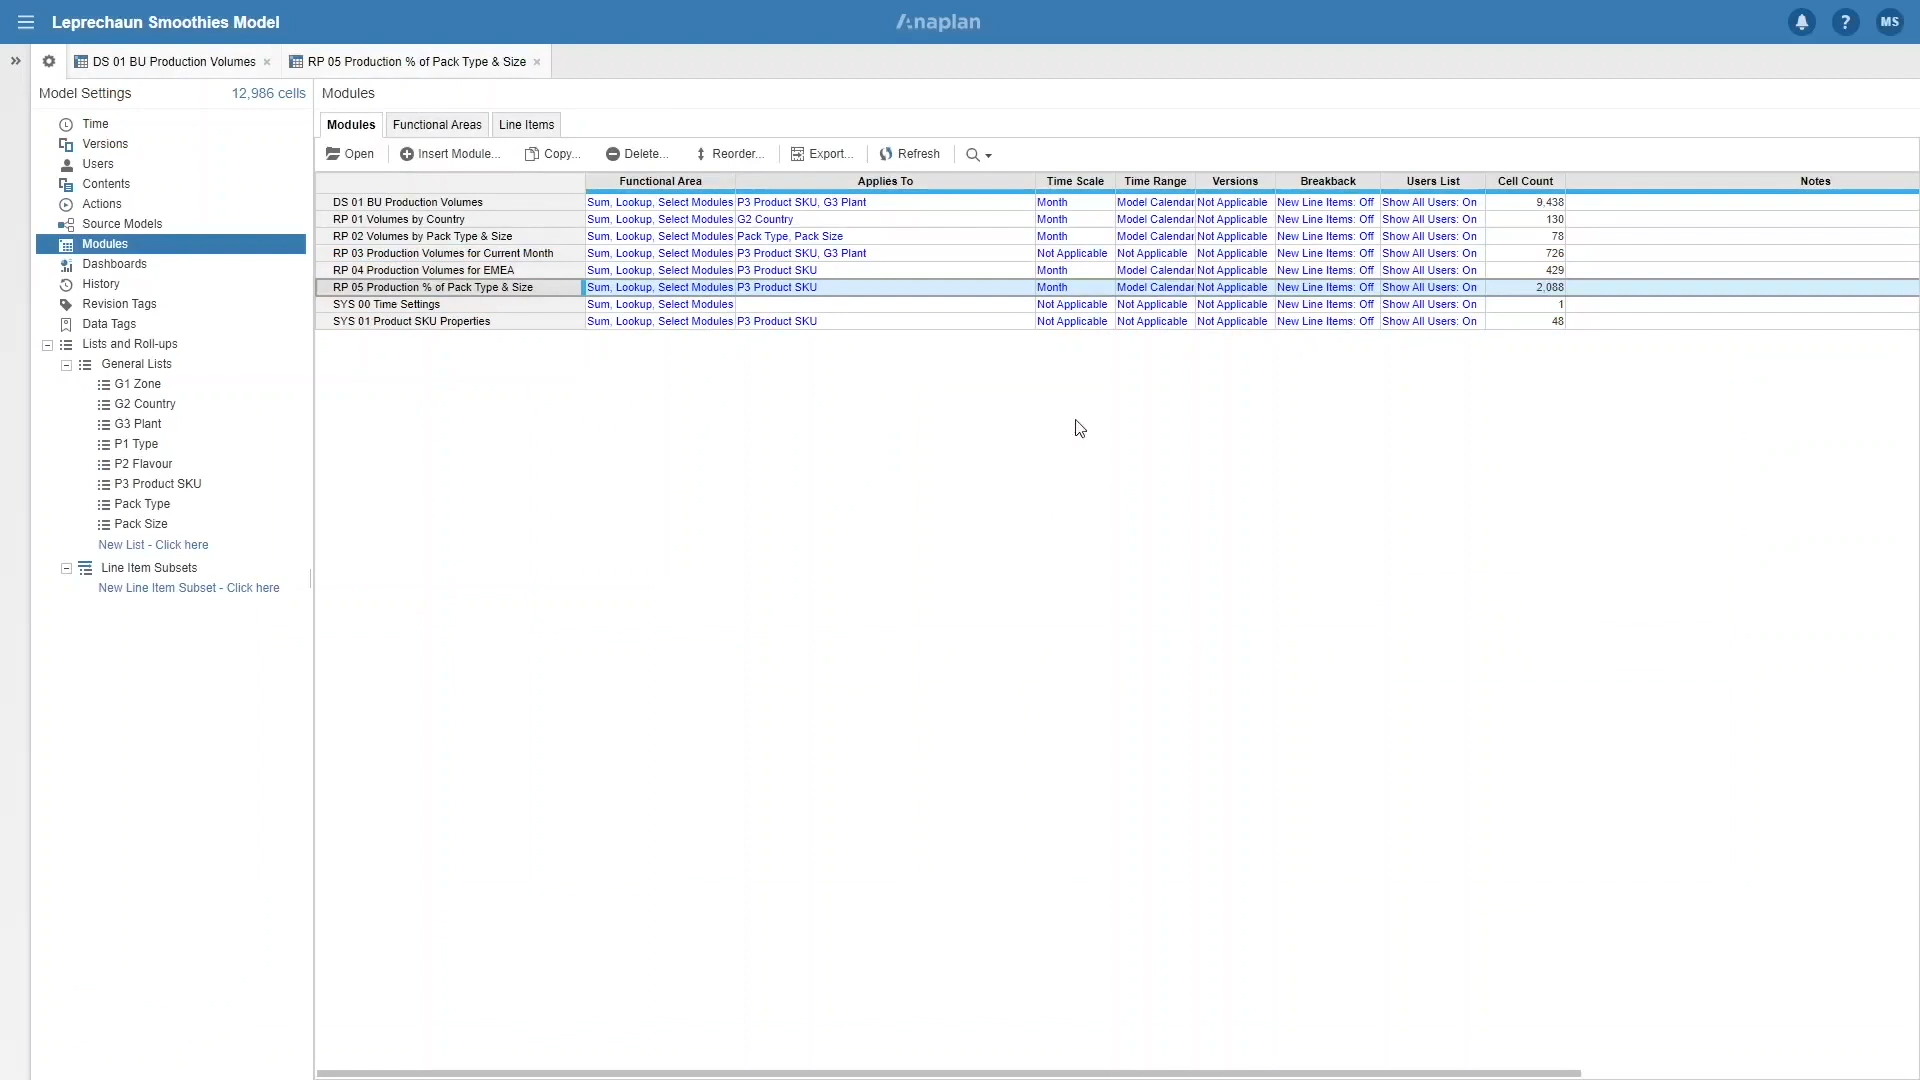 Leprechaun Smoothies Model
Anaplan
? MS
DS 01 BU Production Volumes × RP 05 Production % of Pack Type & Size ×
Model Settings 12,986 cells
Time
Versions
Users
Contents
Actions
Source Models
Modules
Dashboards
History
Revision Tags
Data Tags
Lists and Roll-ups
General Lists
G1 Zone
G2 Country
G3 Plant
P1 Type
P2 Flavour
P3 Product SKU
Pack Type
Pack Size
New List - Click here
Line Item Subsets
New Line Item Subset - Click here
Modules
Modules Functional Areas Line Items
Open Insert Module... Copy... Delete... Reorder... Export... Refresh
Functional Area Applies To Time Scale Time Range Versions Breakback Users List Cell Count Notes
DS 01 BU Production Volumes Sum, Lookup, Select Modules P3 Product SKU, G3 Plant Month Model Calendar Not Applicable New Line Items: Off Show All Users: On 9,438
RP 01 Volumes by Country Sum, Lookup, Select Modules G2 Country Month Model Calendar Not Applicable New Line Items: Off Show All Users: On 130
RP 02 Volumes by Pack Type & Size Sum, Lookup, Select Modules Pack Type, Pack Size Month Model Calendar Not Applicable New Line Items: Off Show All Users: On 78
RP 03 Production Volumes for Current Month Sum, Lookup, Select Modules P3 Product SKU, G3 Plant Not Applicable Not Applicable Not Applicable New Line Items: Off Show All Users: On 726
RP 04 Production Volumes for EMEA Sum, Lookup, Select Modules P3 Product SKU Month Model Calendar Not Applicable New Line Items: Off Show All Users: On 429
RP 05 Production % of Pack Type & Size Sum, Lookup, Select Modules P3 Product SKU Month Model Calendar Not Applicable New Line Items: Off Show All Users: On 2,088
SYS 00 Time Settings Sum, Lookup, Select Modules Not Applicable Not Applicable Not Applicable New Line Items: Off Show All Users: On 1
SYS 01 Product SKU Properties Sum, Lookup, Select Modules P3 Product SKU Not Applicable Not Applicable Not Applicable New Line Items: Off Show All Users: On 48